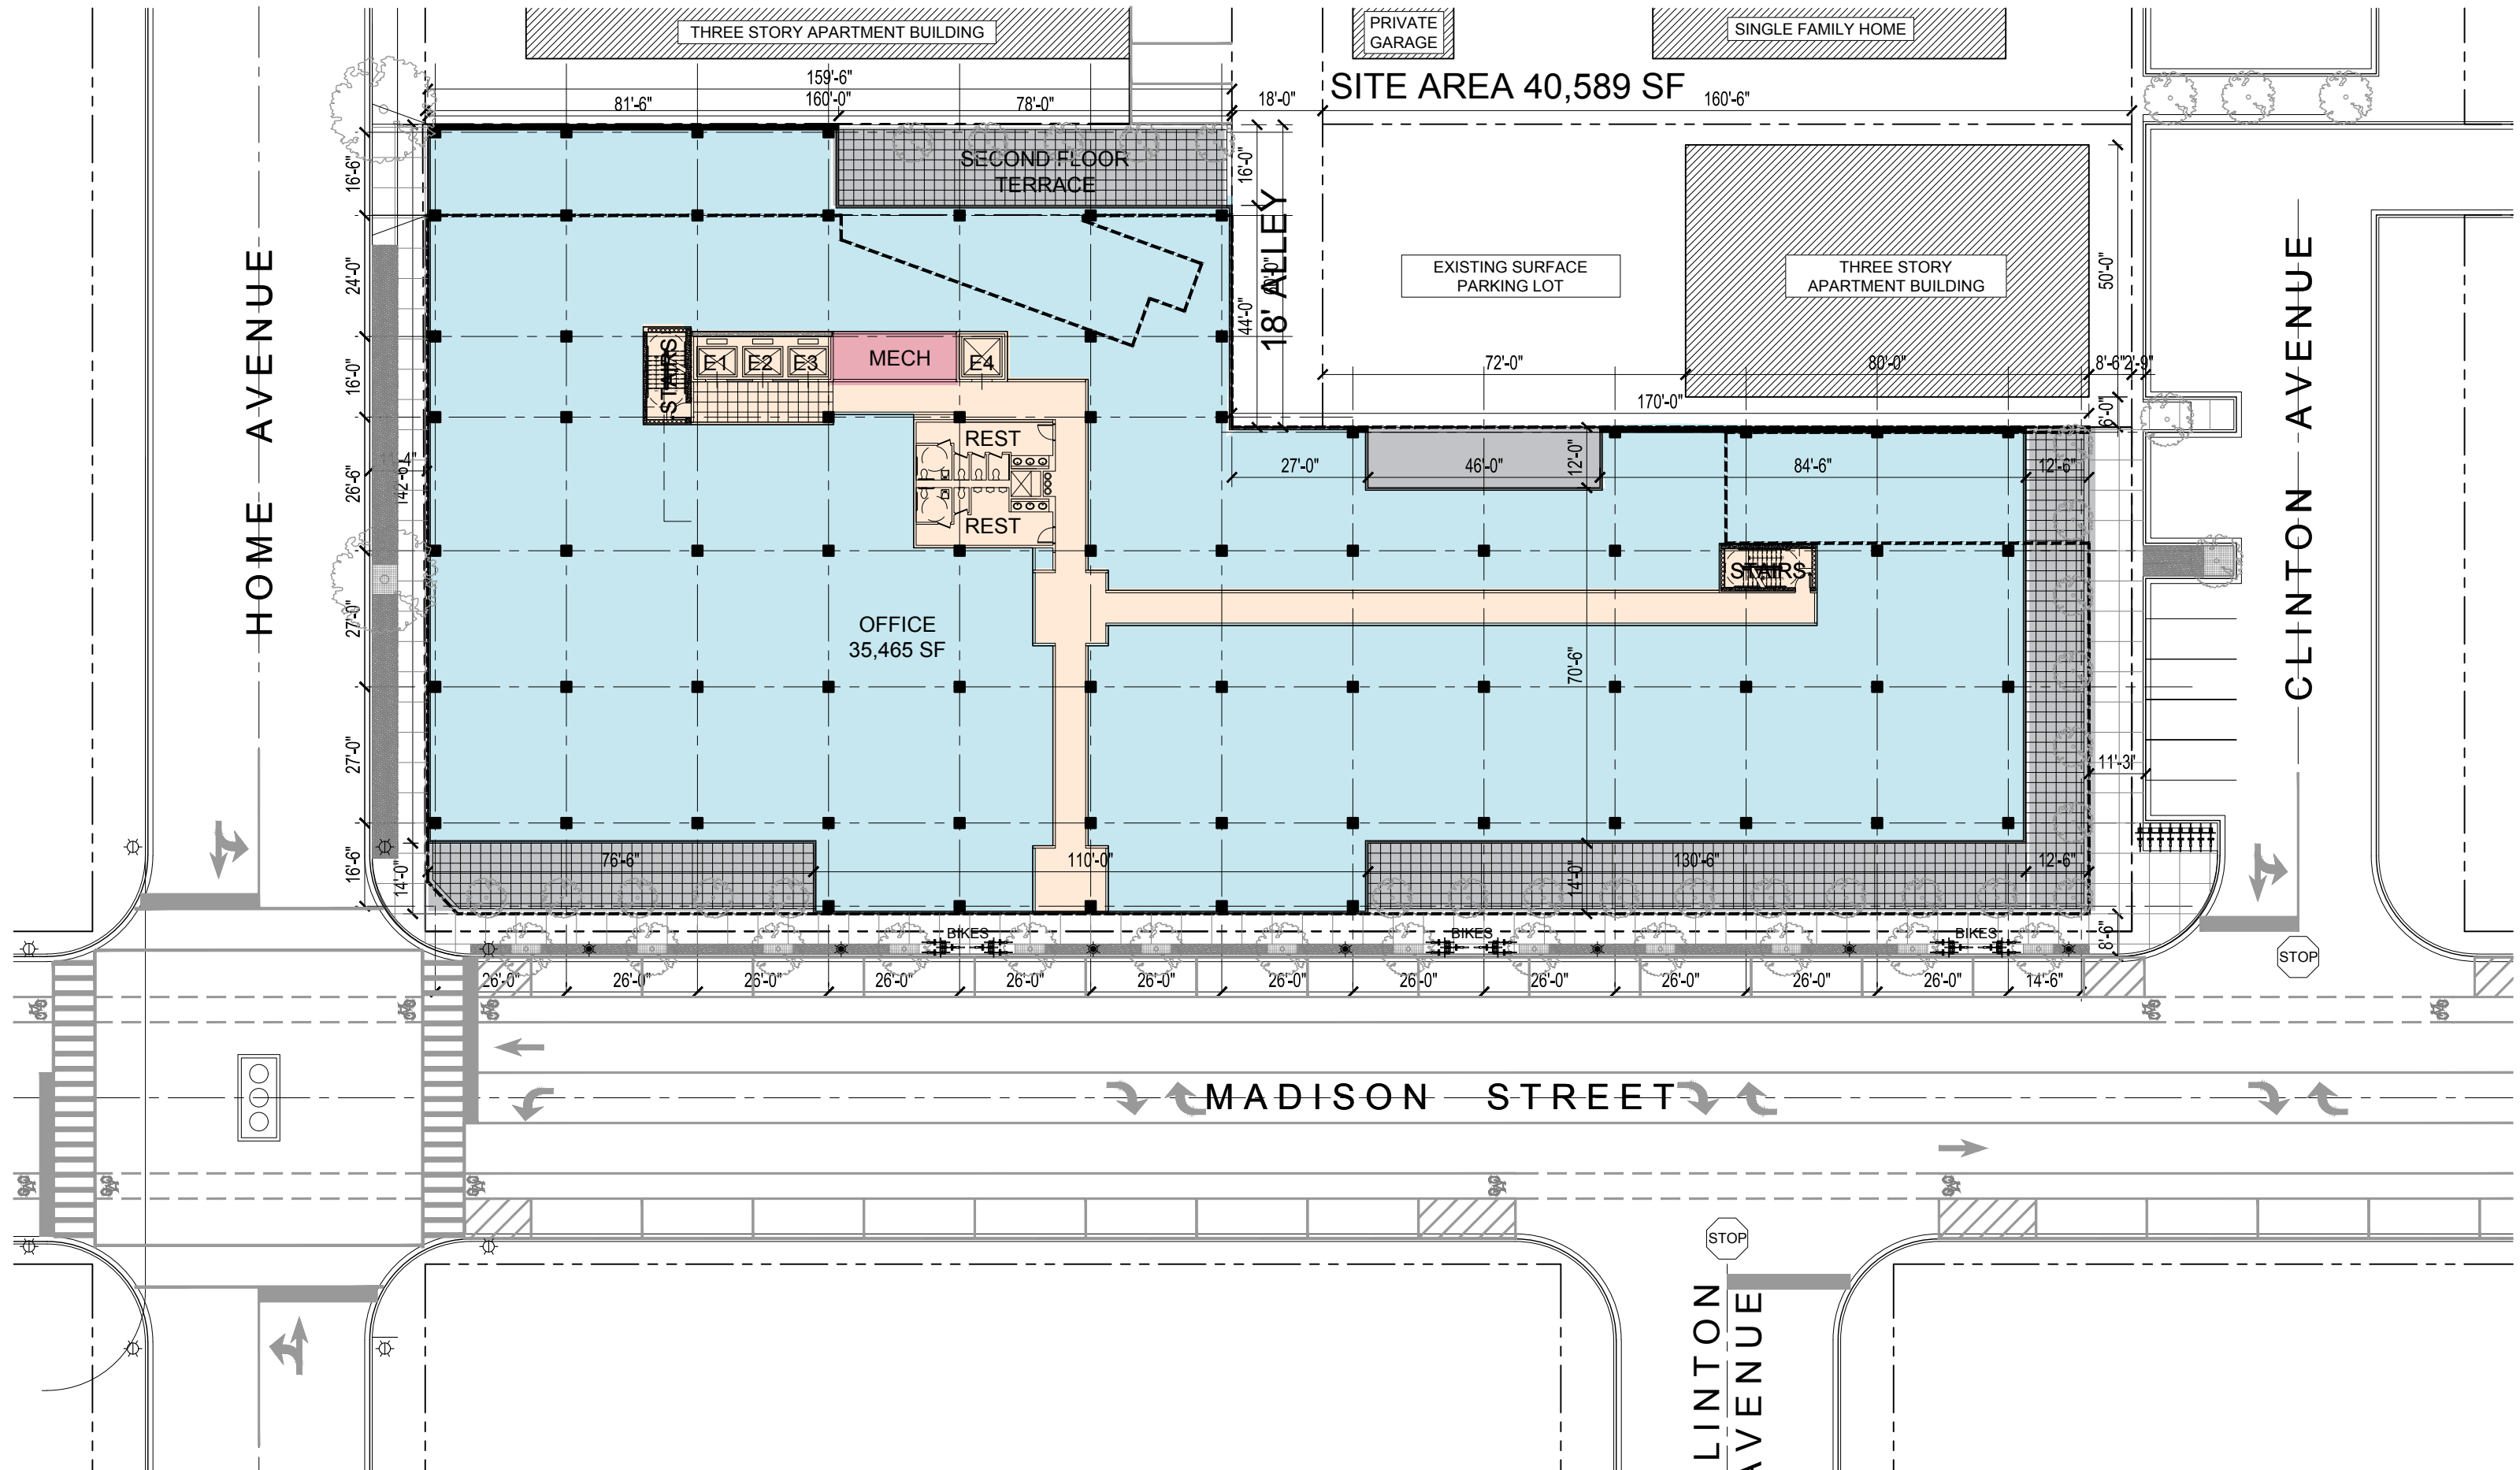 THREE STORY APARTMENT BUILDING
PRIVATE
GARAGE
SINGLE FAMILY HOME
SITE AREA 40,589 SF
159'-6"
81'-6"
160'-0"
78'-0"
18'-0"
160'-6"
SECOND FLOOR
TERRACE
16'-6"
16'-0"
24'-0"
44'-0"
18' ALLEY
EXISTING SURFACE
PARKING LOT
THREE STORY
APARTMENT BUILDING
50'-0"
HOME AVENUE
CLINTON AVENUE
STAIRS
E1
E2
E3
MECH
E4
16'-0"
72'-0"
80'-0"
8'-6"
2'-9"
170'-0"
6'-0"
REST
REST
26'-6"
27'-0"
46'-0"
12'-0"
84'-6"
12'-6"
STAIRS
27'-0"
OFFICE
35,465 SF
70'-6"
27'-0"
11'-3"
16'-6"
14'-0"
76'-6"
110'-0"
14'-0"
130'-6"
12'-6"
8'-6"
BIKES
BIKES
BIKES
26'-0"
26'-0"
26'-0"
26'-0"
26'-0"
26'-0"
26'-0"
26'-0"
26'-0"
26'-0"
26'-0"
26'-0"
14'-6"
STOP
MADISON STREET
STOP
LINTON
AVENUE